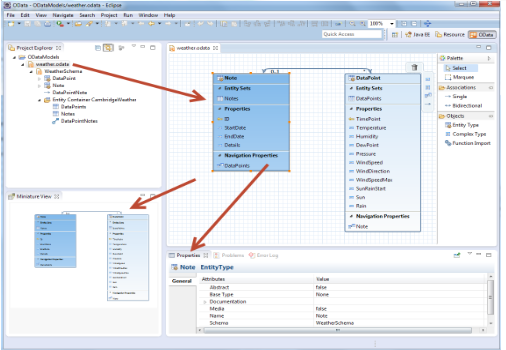 OData - ODataModels/weather.odata - Eclipse
File Edit View Navigate Search Project Run Window Help
100%
Quick Access
Java EE
Resource
OData
Project Explorer
ODataModels
weather.odata
WeatherSchema
DataPoint
Note
DataPointNote
Entity Container CambridgeWeather
DataPoints
Notes
DataPointNotes
Miniature View
weather.odata
0..1
Note
Entity Sets
Notes
Properties
ID
StartDate
EndDate
Details
Navigation Properties
DataPoints
DataPoint
Entity Sets
DataPoints
Properties
TimePoint
Temperature
Humidity
DewPoint
Pressure
WindSpeed
WindDirection
WindSpeedMax
SunRainStart
Sun
Rain
Navigation Properties
Note
Palette
Select
Marquee
Associations
Single
Bidirectional
Objects
Entity Type
Complex Type
Function Import
Properties
Problems
Error Log
Note EntityType
General
Attributes Value
Abstract false
Base Type None
Documentation
Media false
Name Note
Schema WeatherSchema